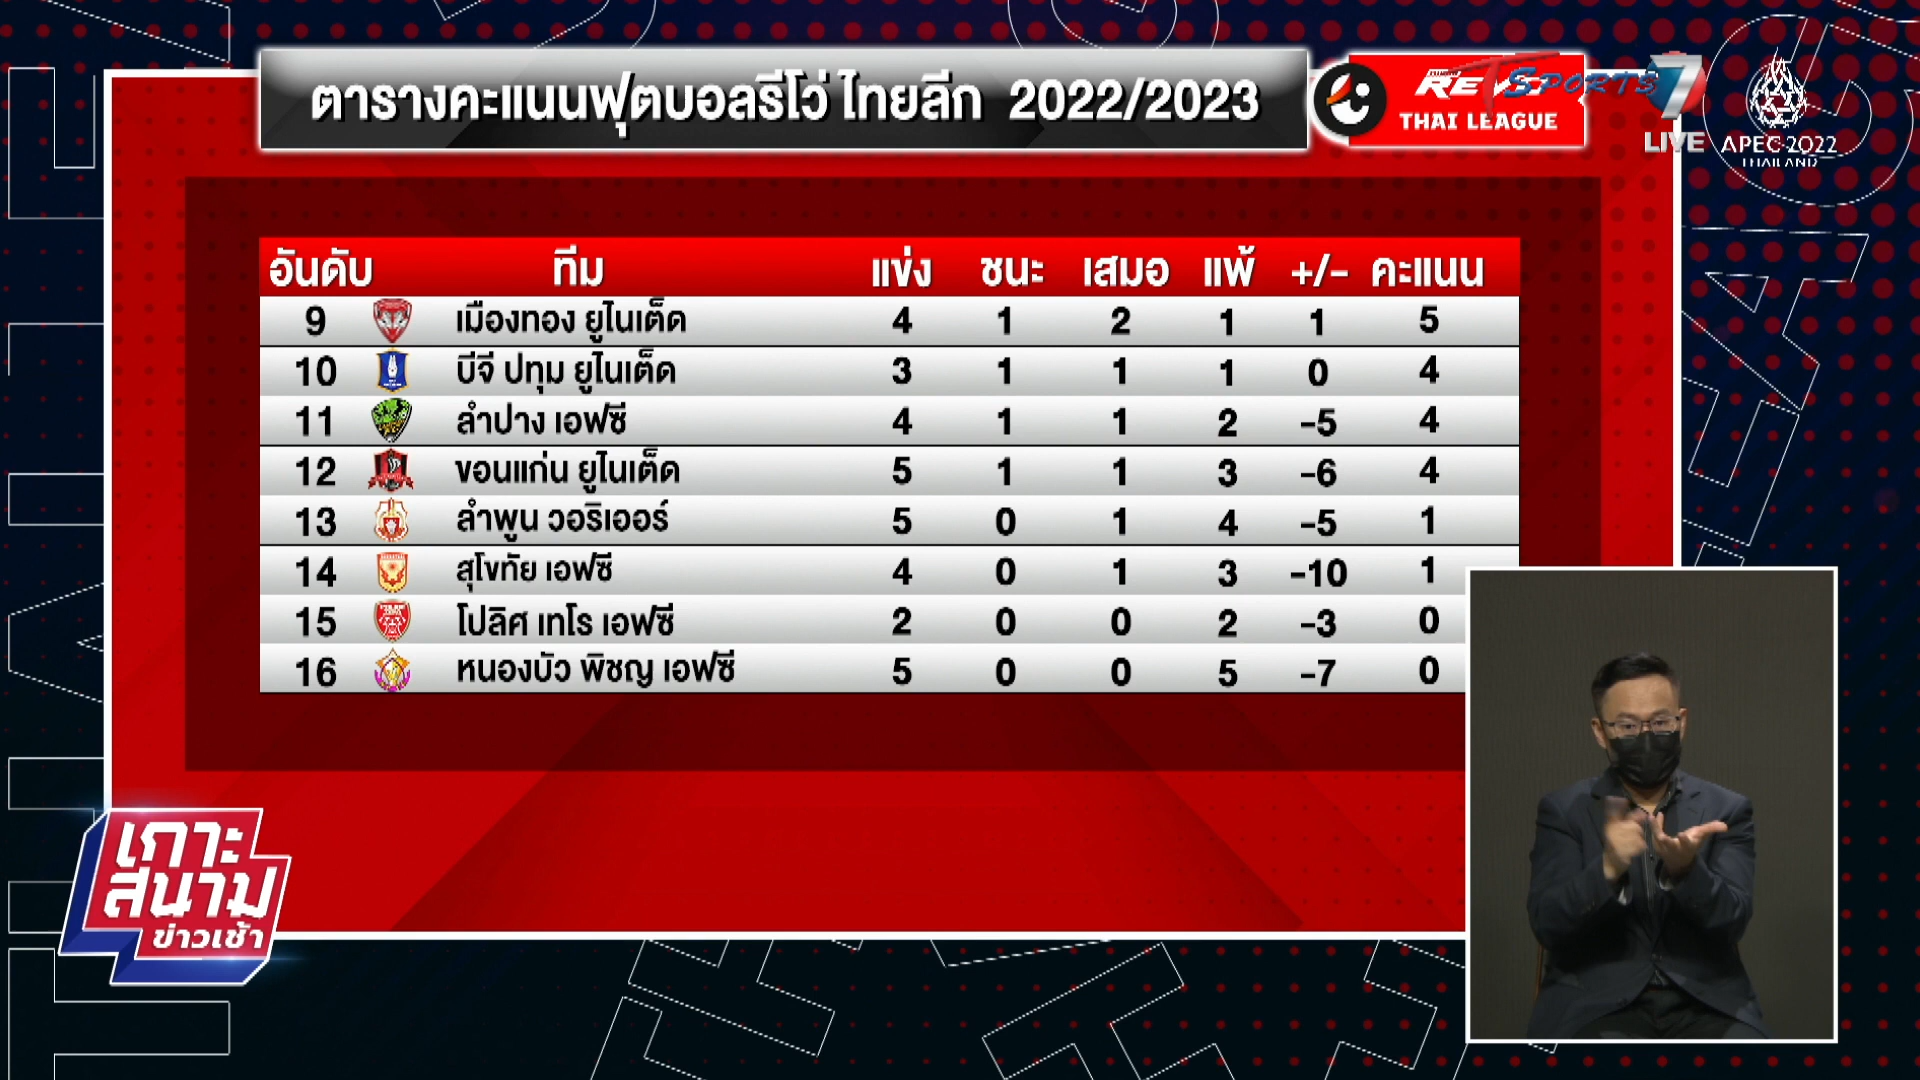 ตารางคะแนนฟุตบอลรีโว่ ไทยลีก 2022/2023
THAI LEAGUE
T SPORTS 7
LIVE
APEC 2022
THAILAND
อันดับ ทีม แข่ง ชนะ เสมอ แพ้ +/- คะแนน
9 เมืองทอง ยูไนเต็ด 4 1 2 1 1 5
10 บีจี ปทุม ยูไนเต็ด 3 1 1 1 0 4
11 ลำปาง เอฟซี 4 1 1 2 -5 4
12 ขอนแก่น ยูไนเต็ด 5 1 1 3 -6 4
13 ลำพูน วอริเออร์ 5 0 1 4 -5 1
14 สุโขทัย เอฟซี 4 0 1 3 -10 1
15 โปลิศ เทโร เอฟซี 2 0 0 2 -3 0
16 หนองบัว พิชญ เอฟซี 5 0 0 5 -7 0
เกาะ
สนาม
ข่าวเช้า